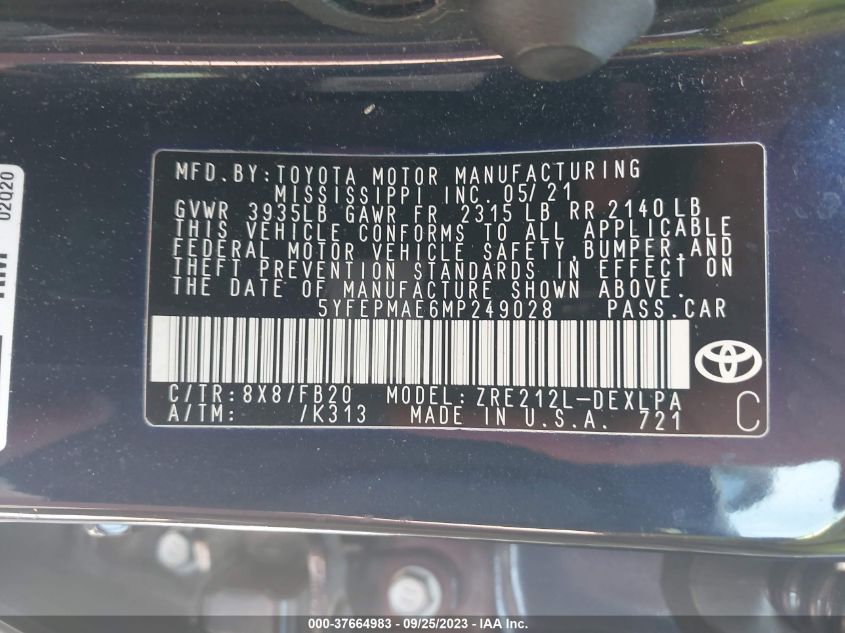 MFD.BY:TOYOTA MOTOR MANUFACTURING
MISSISSIPPI INC. 05/21
GVWR 3935LB GAWR FR 2315 LB RR 2140 LB
THIS VEHICLE CONFORMS TO ALL APPLICABLE
FEDERAL MOTOR VEHICLE SAFETY,BUMPER,AND
THEFT PREVENTION STANDARDS IN EFFECT ON
THE DATE OF MANUFACTURE SHOWN ABOVE.
5YFEPMAE6MP249028 PASS.CAR
C/TR:8X8/FB20 MODEL:ZRE212L-DEXLPA
A/TM: /K313 MADE IN U.S.A. 721
C
02020
000-37664983 - 09/25/2023 - IAA Inc.